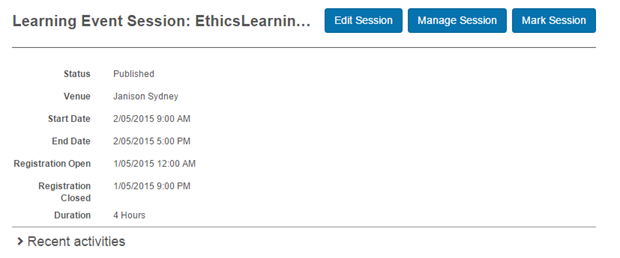 Learning Event Session: EthicsLearnin... Edit Session Manage Session Mark Session
Status Published
Venue Janison Sydney
Start Date 2/05/2015 9:00 AM
End Date 2/05/2015 5:00 PM
Registration Open 1/05/2015 12:00 AM
Registration 1/05/2015 9:00 PM
Closed
Duration 4 Hours
Recent activities